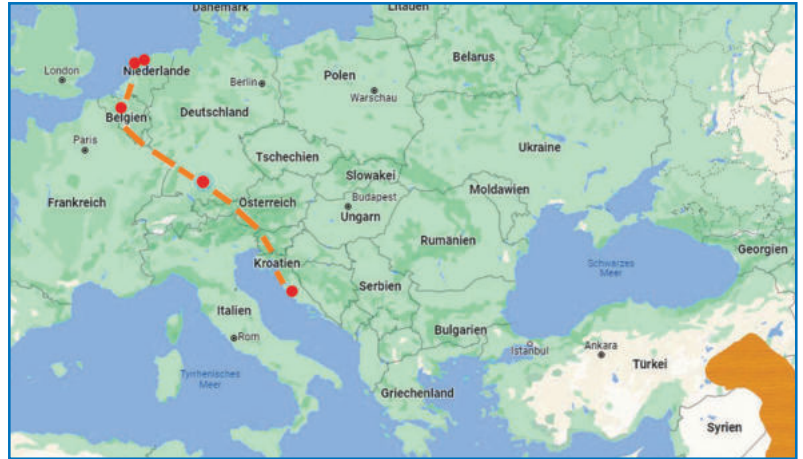 Dänemark
Litauen
London
Niederlande
Berlin
Polen
Belarus
Warschau
Belgien
Deutschland
Paris
Tschechien
Ukraine
Slowakei
Moldawien
Frankreich
Österreich
Budapest
Ungarn
Rumänien
Kroatien
Serbien
Schwarzes
Meer
Georgien
Italien
Rom
Bulgarien
Istanbul
Ankara
Türkei
Tyrrhenisches
Meer
Griechenland
Syrien